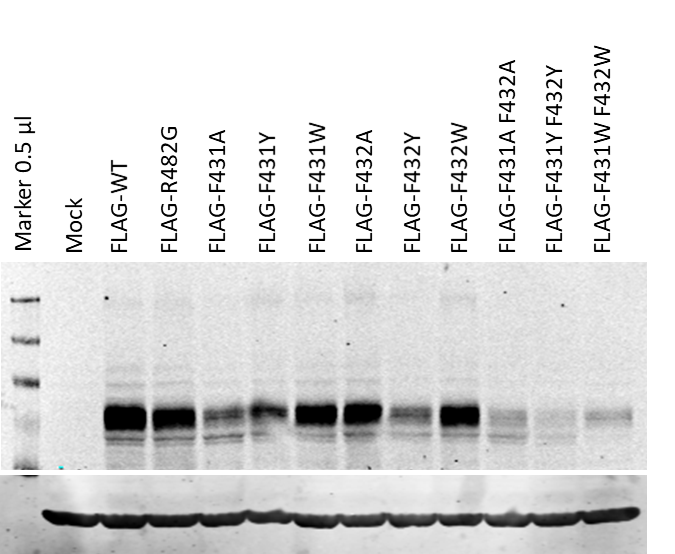 Marker 0.5 µl
Mock
FLAG-WT
FLAG-R482G
FLAG-F431A
FLAG-F431Y
FLAG-F431W
FLAG-F432A
FLAG-F432Y
FLAG-F432W
FLAG-F431A F432A
FLAG-F431Y F432Y
FLAG-F431W F432W